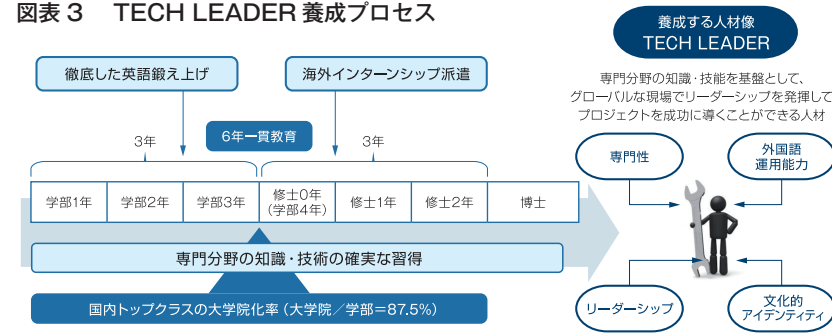 図表3 TECH LEADER 養成プロセス
養成する人材像
TECH LEADER
専門分野の知識・技能を基盤として、
グローバルな現場でリーダーシップを発揮して
プロジェクトを成功に導くことができる人材
徹底した英語鍛え上げ
海外インターンシップ派遣
3年
6年一貫教育
3年
学部1年
学部2年
学部3年
修士0年
(学部4年)
修士1年
修士2年
博士
専門分野の知識・技術の確実な習得
国内トップクラスの大学院化率(大学院/学部=87.5%)
専門性
外国語
運用能力
リーダーシップ
文化的
アイデンティティ